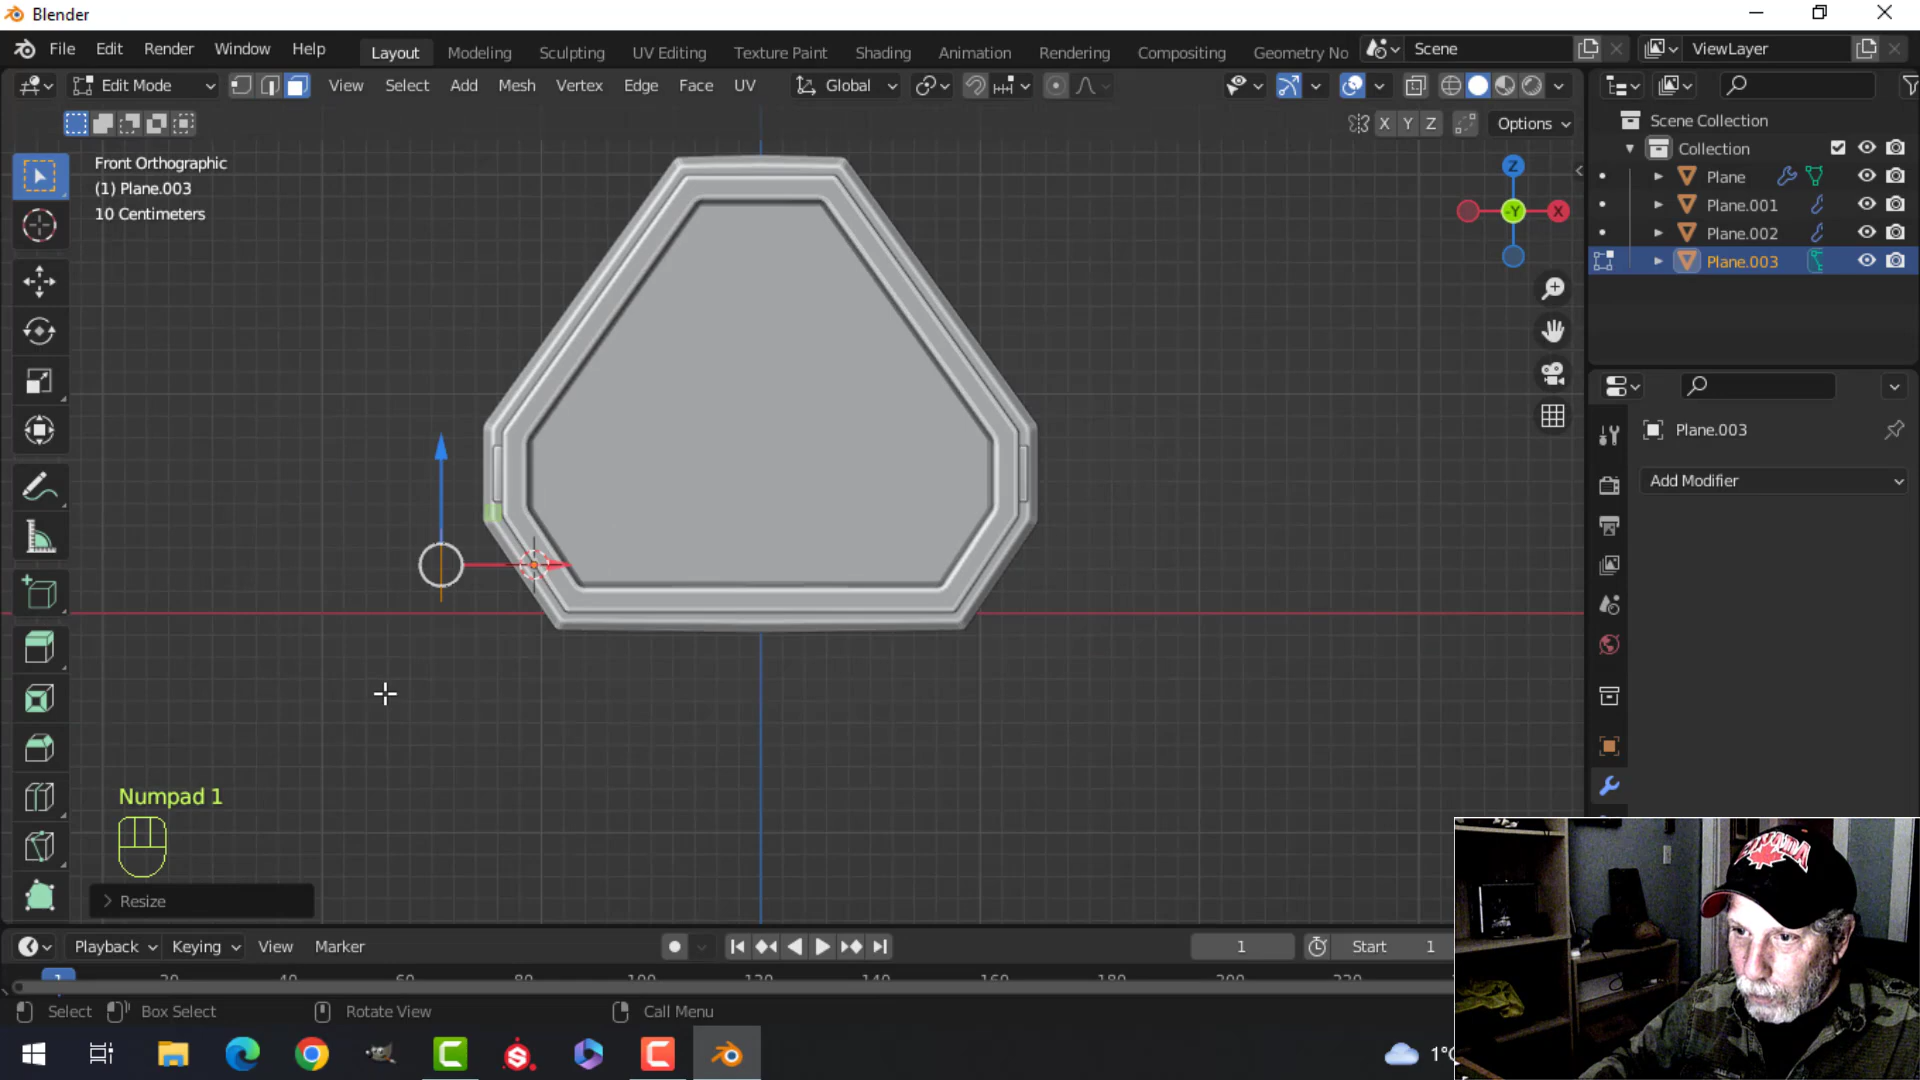 Blender
File Edit Render Window Help Layout Modeling Sculpting UV Editing Texture Paint Shading Animation Rendering Compositing Geometry No Scene ViewLayer
Edit Mode View Select Add Mesh Vertex Edge Face UV Global
X Y Z Options
Scene Collection
Front Orthographic
(1) Plane.003
10 Centimeters
Collection
Plane
Plane.001
Plane.002
Plane.003
Z
-Y
X
Plane.003
Add Modifier
Numpad 1
Resize
Playback Keying View Marker 1 Start 1
1 20 40 60 80 100 120 140 160 180 200 220
Select Box Select Rotate View Call Menu
CANADA
1°C